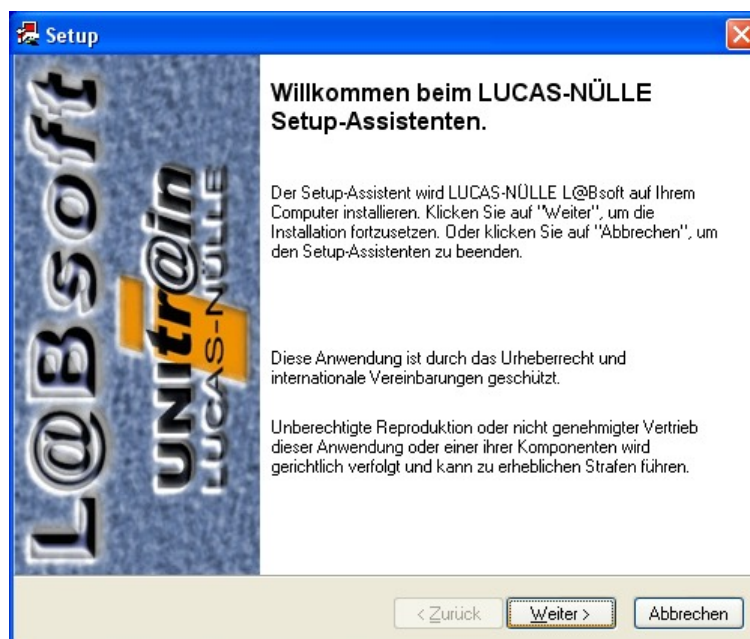 Setup
L@Bsoft
UNItr@in
LUCAS-NÜLLE
Willkommen beim LUCAS-NÜLLE
Setup-Assistenten.
Der Setup-Assistent wird LUCAS-NÜLLE L@Bsoft auf Ihrem
Computer installieren. Klicken Sie auf "Weiter", um die
Installation fortzusetzen. Oder klicken Sie auf "Abbrechen", um
den Setup-Assistenten zu beenden.
Diese Anwendung ist durch das Urheberrecht und
internationale Vereinbarungen geschützt.
Unberechtigte Reproduktion oder nicht genehmigter Vertrieb
dieser Anwendung oder einer ihrer Komponenten wird
gerichtlich verfolgt und kann zu erheblichen Strafen führen.
< Zurück Weiter > Abbrechen